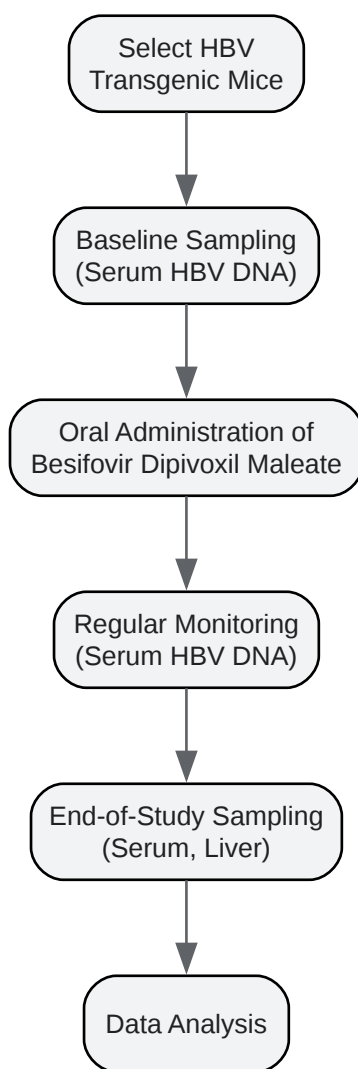 Select HBV
Transgenic Mice
Baseline Sampling
(Serum HBV DNA)
Oral Administration of
Besifovir Dipivoxil Maleate
Regular Monitoring
(Serum HBV DNA)
End-of-Study Sampling
(Serum, Liver)
Data Analysis